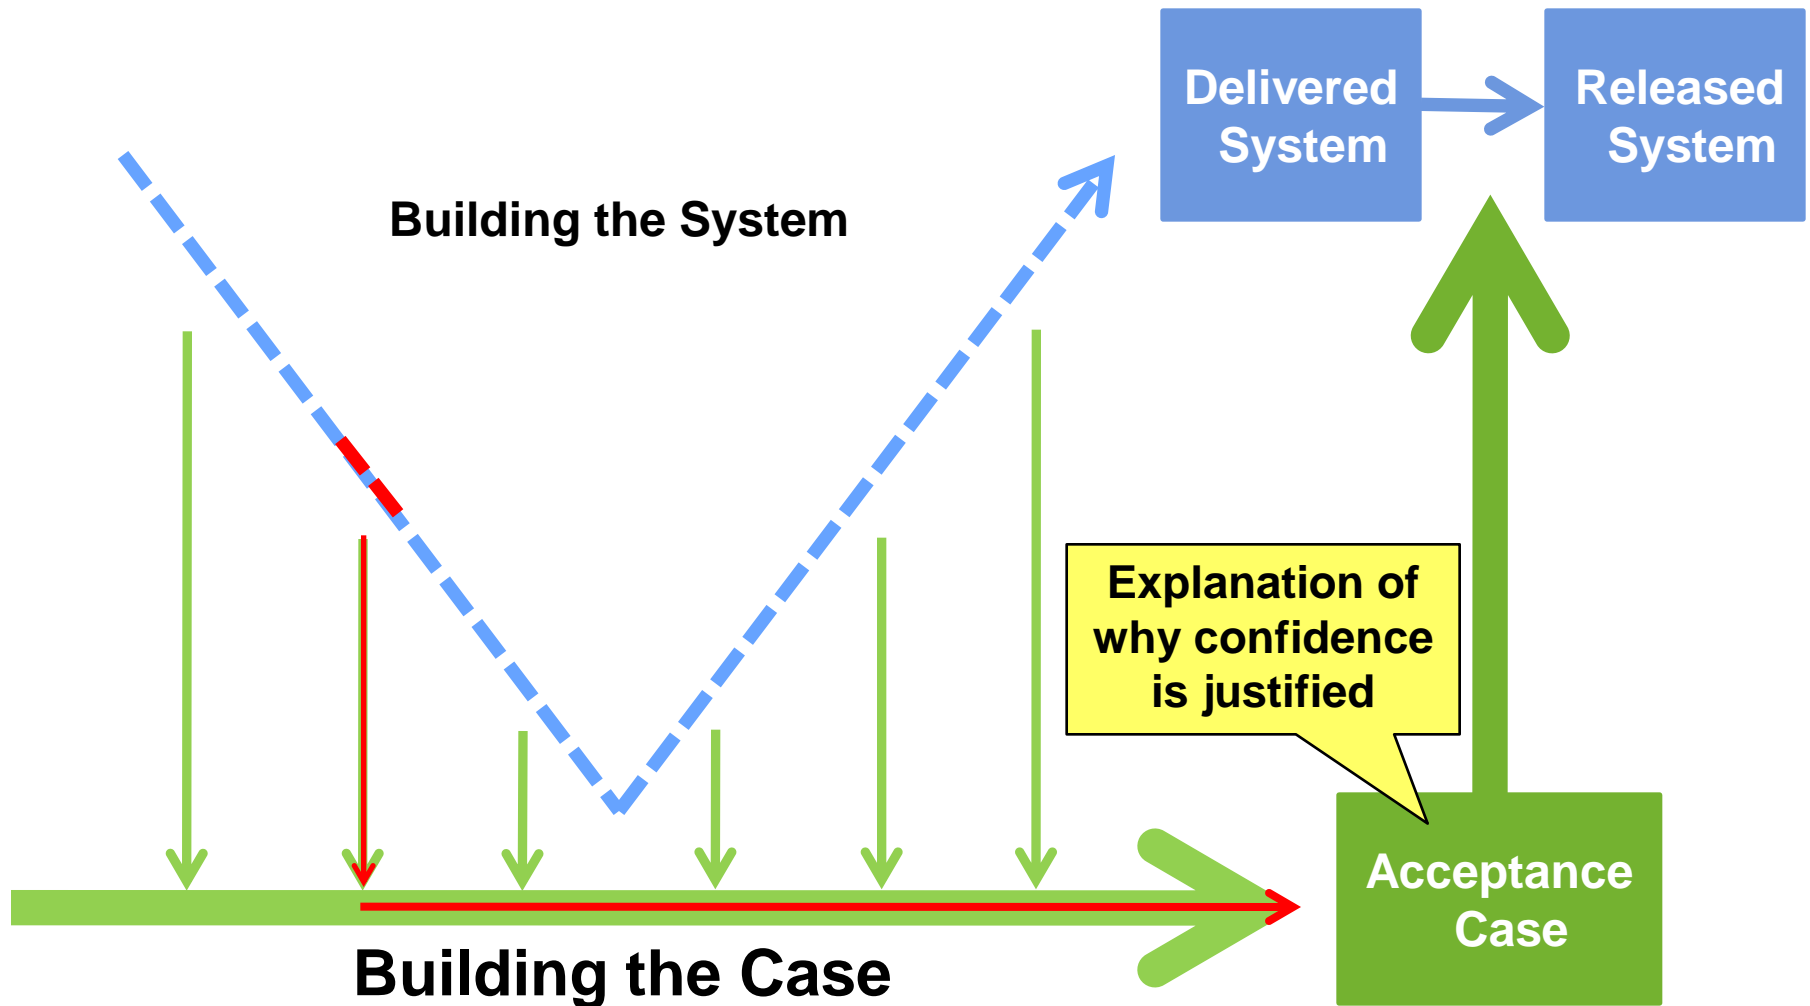 Delivered
System
Released
System
Building the System
Explanation of
why confidence
is justified
Acceptance
Case
Building the Case